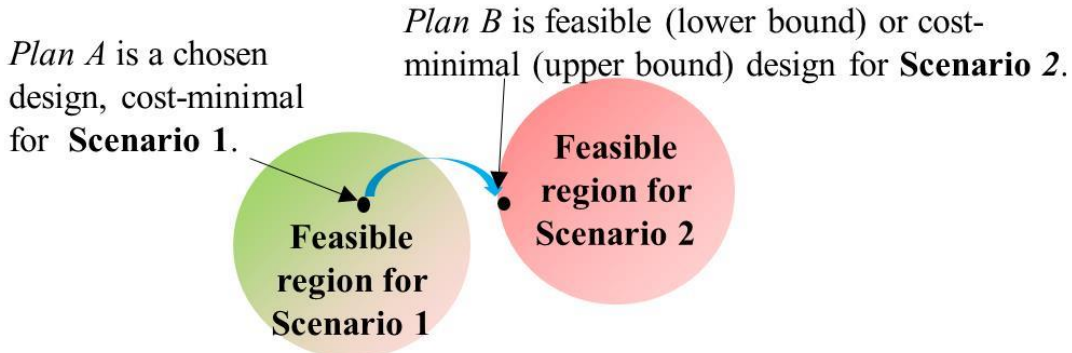 Plan A is a chosen
design, cost-minimal
for Scenario 1.
Plan B is feasible (lower bound) or cost-
minimal (upper bound) design for Scenario 2.
Feasible
region for
Scenario 1
Feasible
region for
Scenario 2